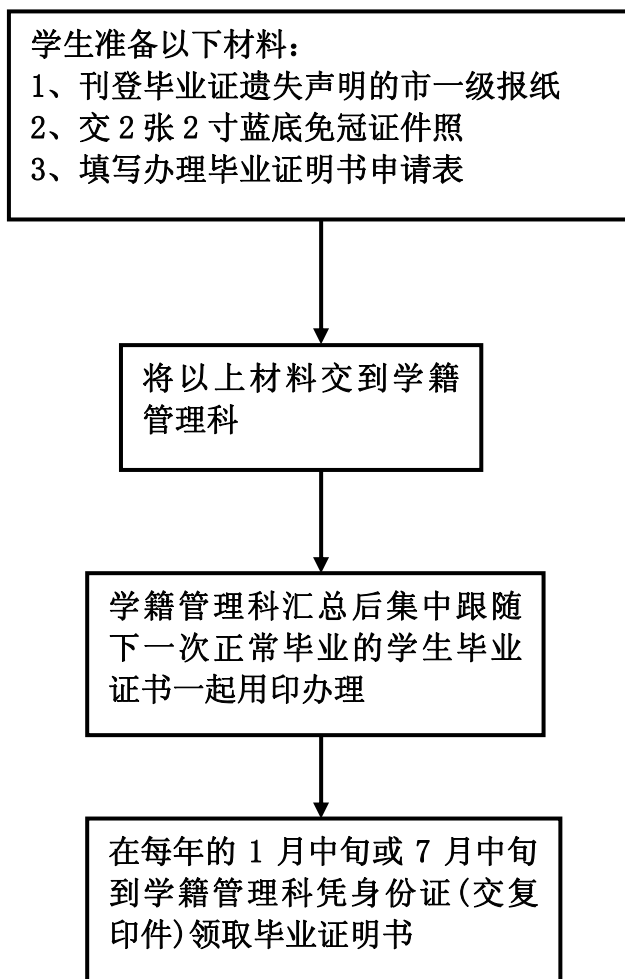 学生准备以下材料：
1、刊登毕业证遗失声明的市一级报纸
2、交 2 张 2 寸蓝底免冠证件照
3、填写办理毕业证明书申请表
将以上材料交到学籍
管理科
学籍管理科汇总后集中跟随
下一次正常毕业的学生毕业
证书一起用印办理
在每年的 1 月中旬或 7 月中旬
到学籍管理科凭身份证(交复
印件)领取毕业证明书